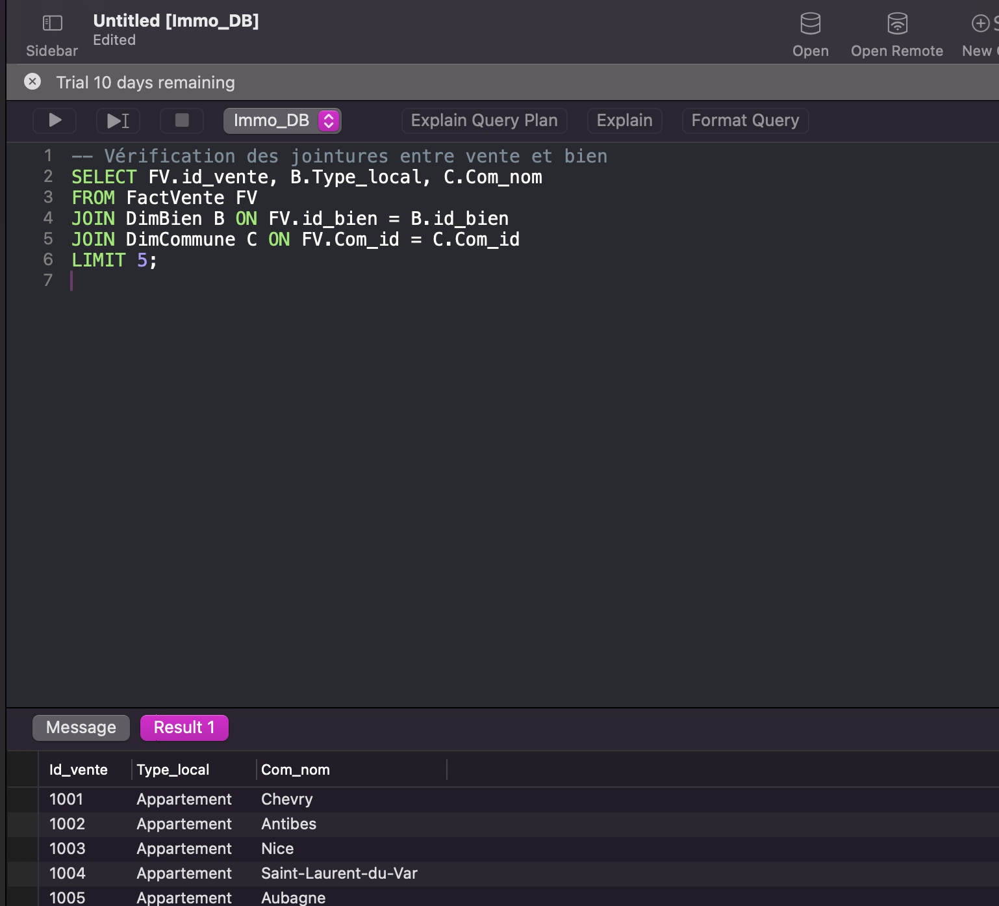 Untitled [Immo_DB]
Edited
Sidebar
Open
Open Remote
New
Trial 10 days remaining
Immo_DB
Explain Query Plan
Explain
Format Query
1 -- Vérification des jointures entre vente et bien
2 SELECT FV.id_vente, B.Type_local, C.Com_nom
3 FROM FactVente FV
4 JOIN DimBien B ON FV.id_bien = B.id_bien
5 JOIN DimCommune C ON FV.Com_id = C.Com_id
6 LIMIT 5;
7
Message
Result 1
Id_vente Type_local Com_nom
1001 Appartement Chevry
1002 Appartement Antibes
1003 Appartement Nice
1004 Appartement Saint-Laurent-du-Var
1005 Appartement Aubagne